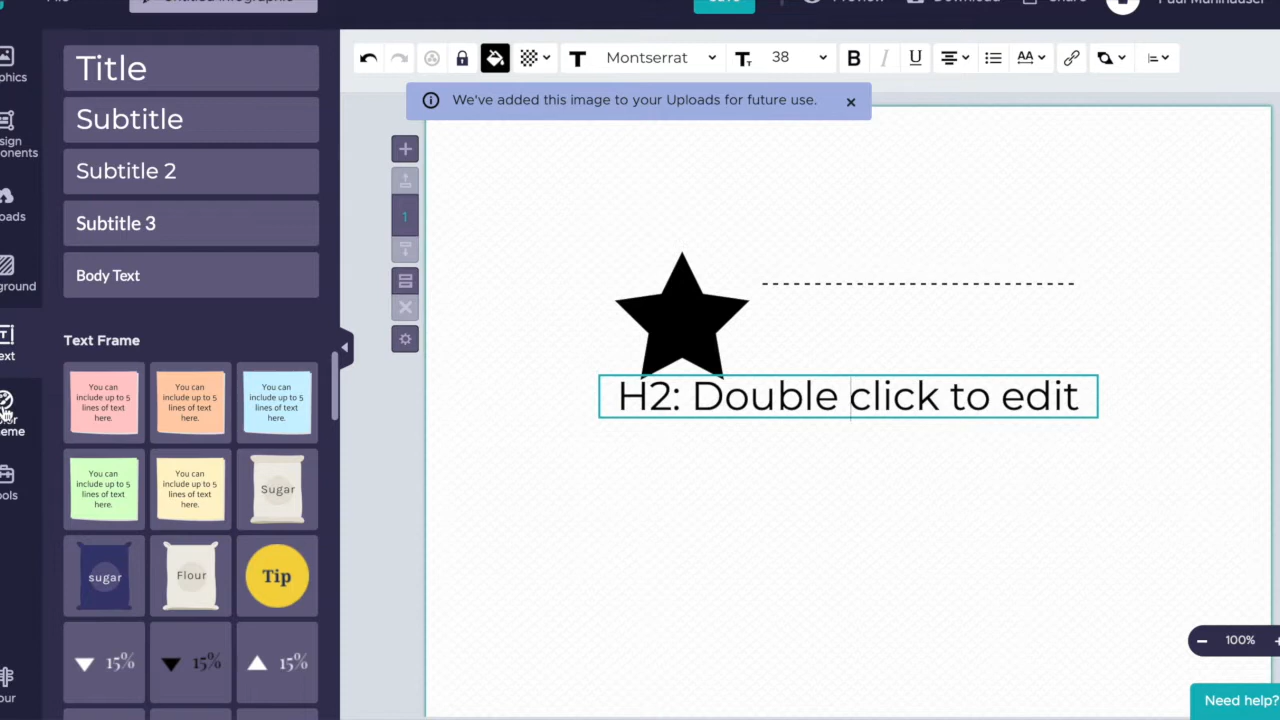 Title
Subtitle
Subtitle 2
Subtitle 3
Body Text
Text Frame
You can
include up to 5
lines of text
here.
You can
include up to 5
lines of text
here.
You can
include up to 5
lines of text
here.
You can
include up to 5
lines of text
here.
You can
include up to 5
lines of text
here.
Sugar
sugar
Flour
Tip
15%
15%
15%
Montserrat
38
B
I
U
AA
We've added this image to your Uploads for future use.
1
H2: Double click to edit
100%
Need help?